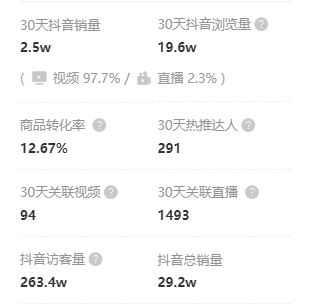 30天抖音销量 30天抖音浏览量
2.5w 19.6w
( 视频 97.7% / 直播 2.3% )
商品转化率 30天热推达人
12.67% 291
30天关联视频 30天关联直播
94 1493
抖音访客量 抖音总销量
263.4w 29.2w